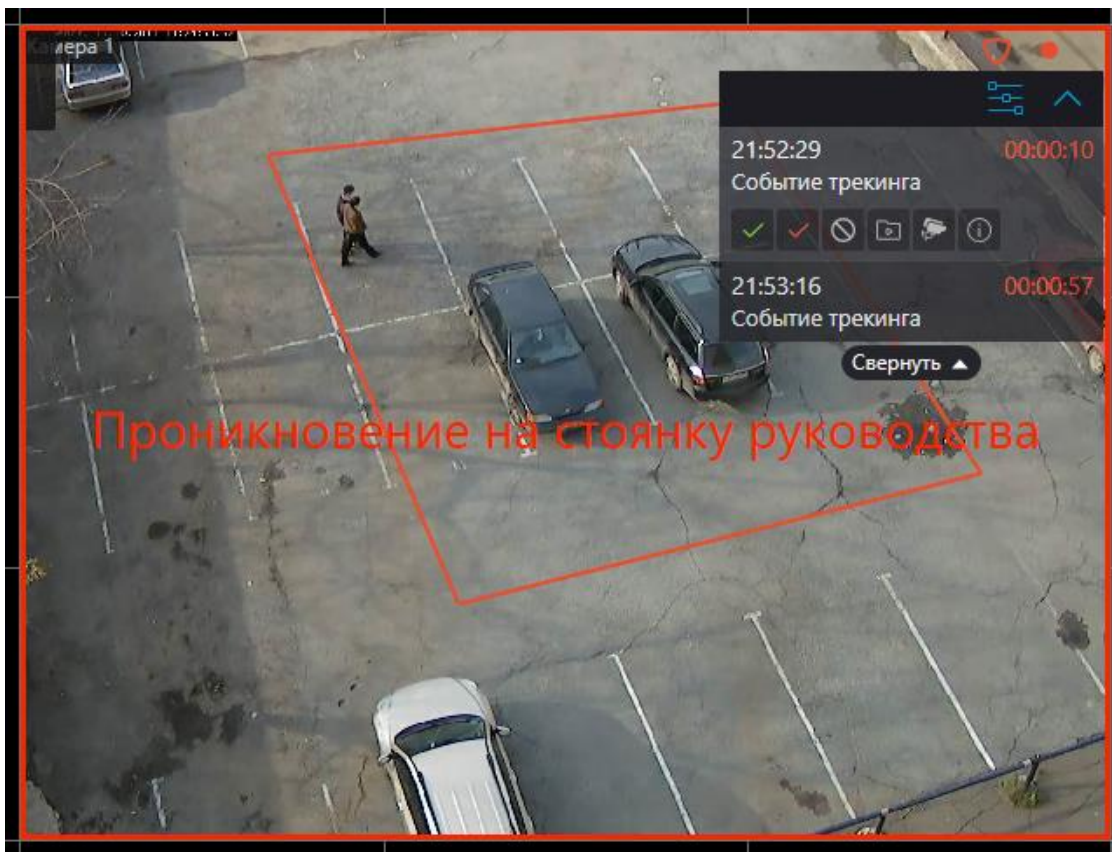 Камера 1
21:52:29 00:00:10
Событие трекинга
21:53:16 00:00:57
Событие трекинга
Свернуть
Проникновение на стоянку руководства